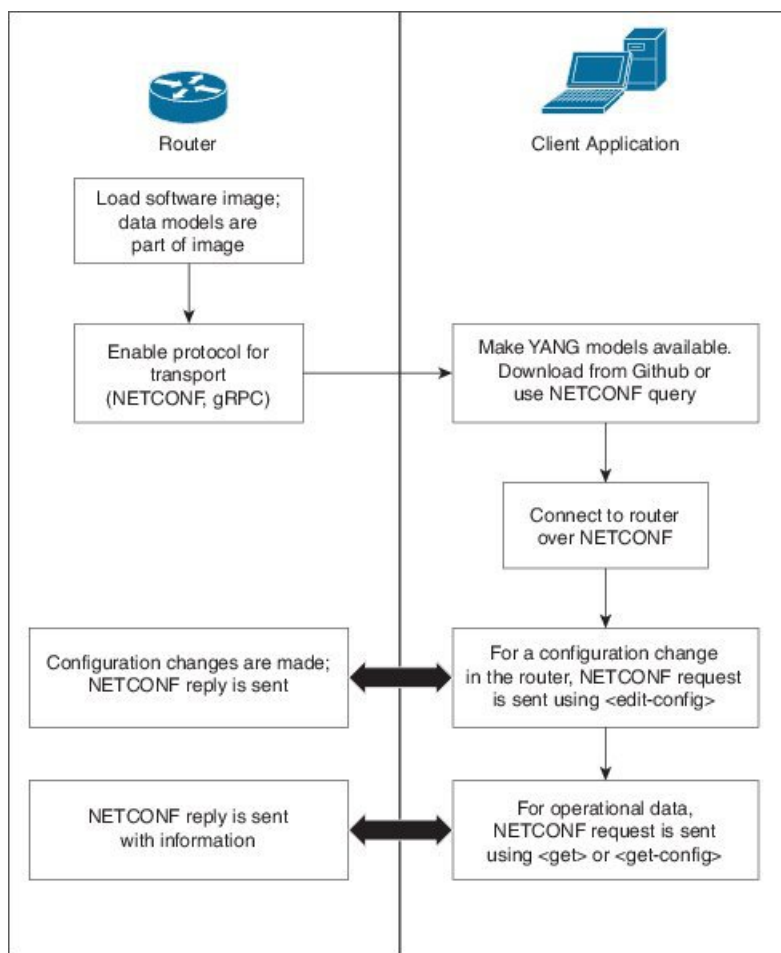 Router
Client Application
Load software image;
data models are
part of image
Enable protocol for
transport
(NETCONF, gRPC)
Make YANG models available.
Download from Github or
use NETCONF query
Connect to router
over NETCONF
Configuration changes are made;
NETCONF reply is sent
For a configuration change
in the router, NETCONF request
is sent using <edit-config>
NETCONF reply is sent
with information
For operational data,
NETCONF request is sent
using <get> or <get-config>